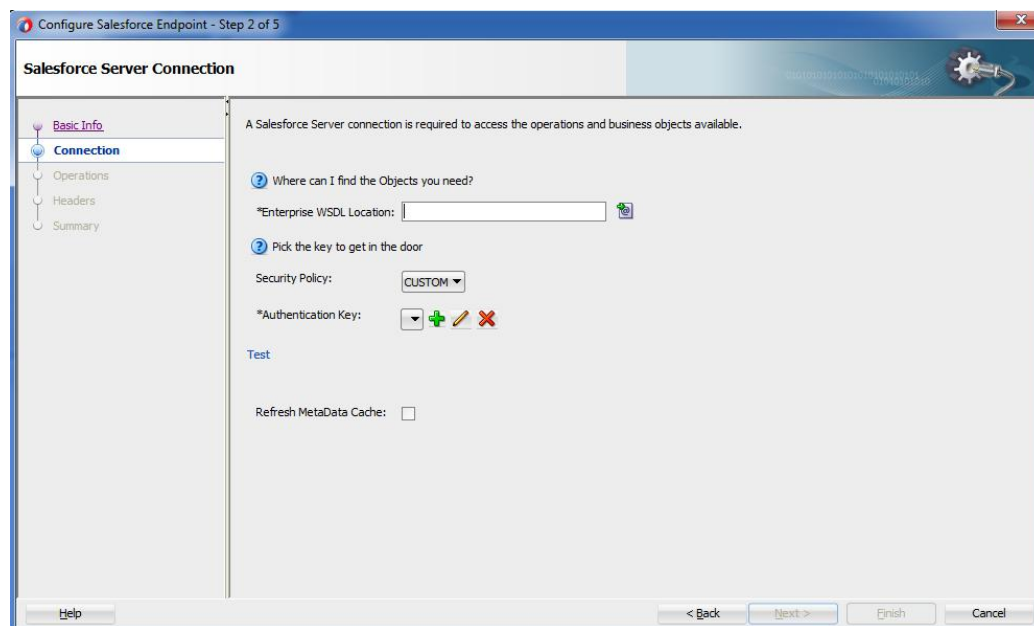 Configure Salesforce Endpoint - Step 2 of 5
Salesforce Server Connection
Basic Info
Connection
Operations
Headers
Summary
A Salesforce Server connection is required to access the operations and business objects available.
Where can I find the Objects you need?
*Enterprise WSDL Location:
Pick the key to get in the door
Security Policy: CUSTOM
*Authentication Key:
Test
Refresh MetaData Cache:
Help < Back Next > Finish Cancel